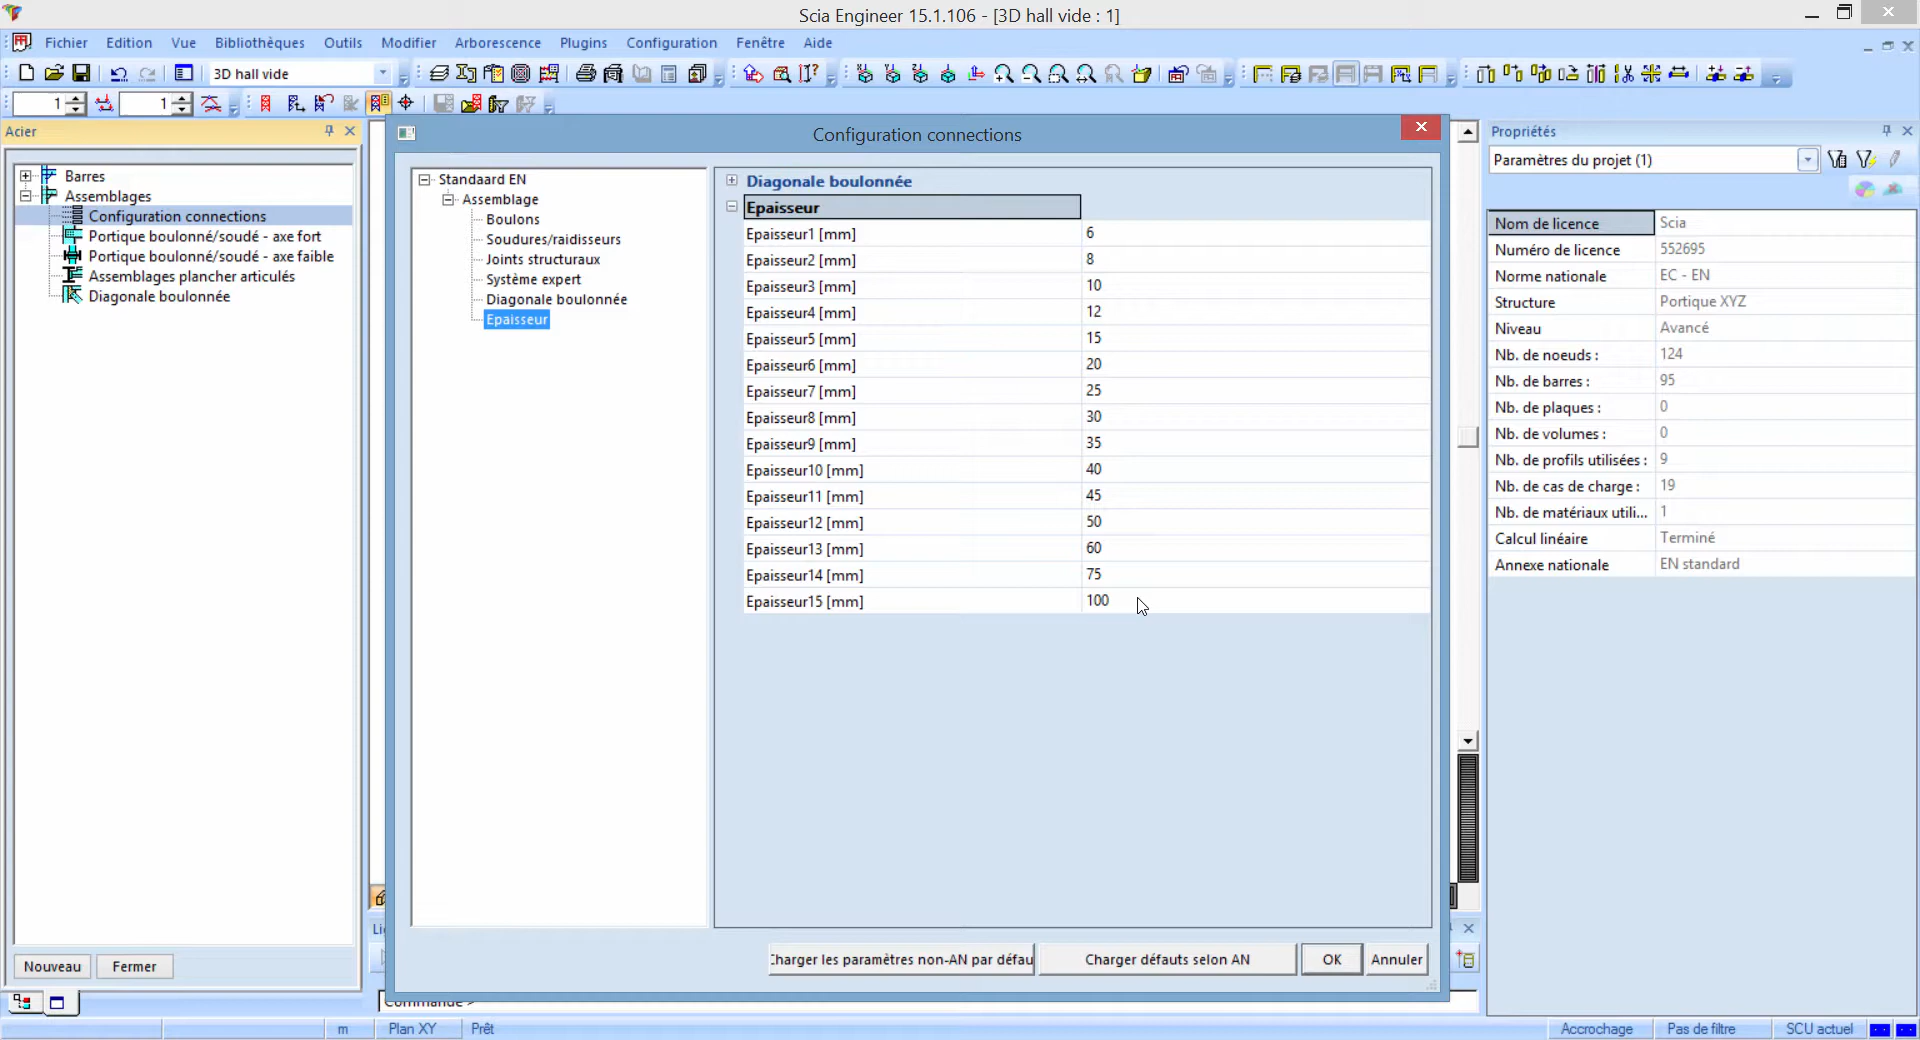 Scia Engineer 15.1.106 - [3D hall vide : 1]
Fichier Edition Vue Bibliothèques Outils Modifier Arborescence Plugins Configuration Fenêtre Aide
3D hall vide
1 1
Acier
Barres
Assemblages
Configuration connections
Portique boulonné/soudé - axe fort
Portique boulonné/soudé - axe faible
Assemblages plancher articulés
Diagonale boulonnée
Nouveau Fermer
Configuration connections
Standaard EN
Assemblage
Boulons
Soudures/raidisseurs
Joints structuraux
Système expert
Diagonale boulonnée
Epaisseur
Diagonale boulonnée
Epaisseur
Epaisseur1 [mm] 6
Epaisseur2 [mm] 8
Epaisseur3 [mm] 10
Epaisseur4 [mm] 12
Epaisseur5 [mm] 15
Epaisseur6 [mm] 20
Epaisseur7 [mm] 25
Epaisseur8 [mm] 30
Epaisseur9 [mm] 35
Epaisseur10 [mm] 40
Epaisseur11 [mm] 45
Epaisseur12 [mm] 50
Epaisseur13 [mm] 60
Epaisseur14 [mm] 75
Epaisseur15 [mm] 100
harger les paramètres non-AN par défau Charger défauts selon AN OK Annuler
Commande >
Propriétés
Paramètres du projet (1)
Nom de licence Scia
Numéro de licence 552695
Norme nationale EC - EN
Structure Portique XYZ
Niveau Avancé
Nb. de noeuds : 124
Nb. de barres : 95
Nb. de plaques : 0
Nb. de volumes : 0
Nb. de profils utilisées : 9
Nb. de cas de charge : 19
Nb. de matériaux utili... 1
Calcul linéaire Terminé
Annexe nationale EN standard
m Plan XY Prêt Accrochage Pas de filtre SCU actuel